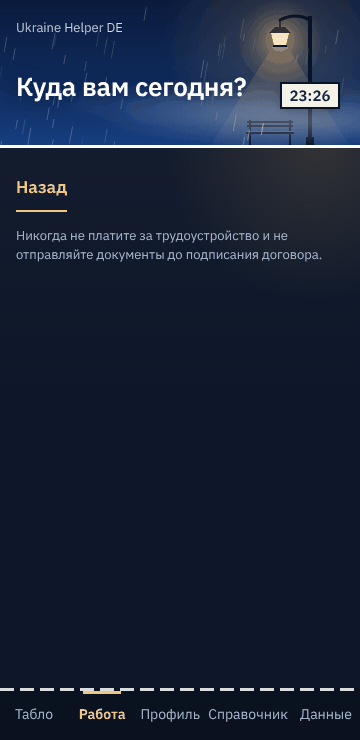 Ukraine Helper DE
Куда вам сегодня?
23:26
Назад
Никогда не платите за трудоустройство и не
отправляйте документы до подписания договора.
Табло Работа Профиль Справочник Данные